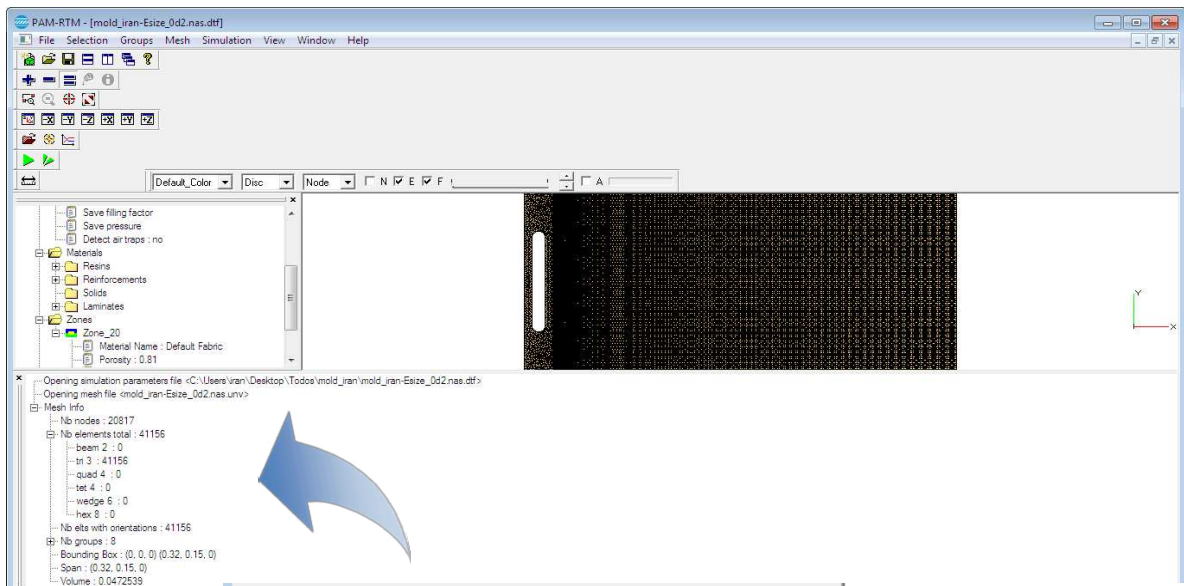 PAM-RTM - [mold_iran-Esize_0d2.nas.dtf]
File Selection Groups Mesh Simulation View Window Help
-X -Y -Z +X +Y +Z
Default_Color Disc Node N E F A
Save filling factor
Save pressure
Detect air traps : no
Materials
Resins
Reinforcements
Solids
Laminates
Zones
Zone_20
Material Name : Default Fabric
Porosity : 0.81
Y
X
Opening simulation parameters file <C:\Users\iran\Desktop\Todos\mold_iran\mold_iran-Esize_0d2.nas.dtf>
Opening mesh file <mold_iran-Esize_0d2.nas.unv>
Mesh Info
Nb nodes : 20817
Nb elements total : 41156
beam 2 : 0
tri 3 : 41156
quad 4 : 0
tet 4 : 0
wedge 6 : 0
hex 8 : 0
Nb elts with orientations : 41156
Nb groups : 8
Bounding Box : (0, 0, 0) (0.32, 0.15, 0)
Span : (0.32, 0.15, 0)
Volume : 0.0472539